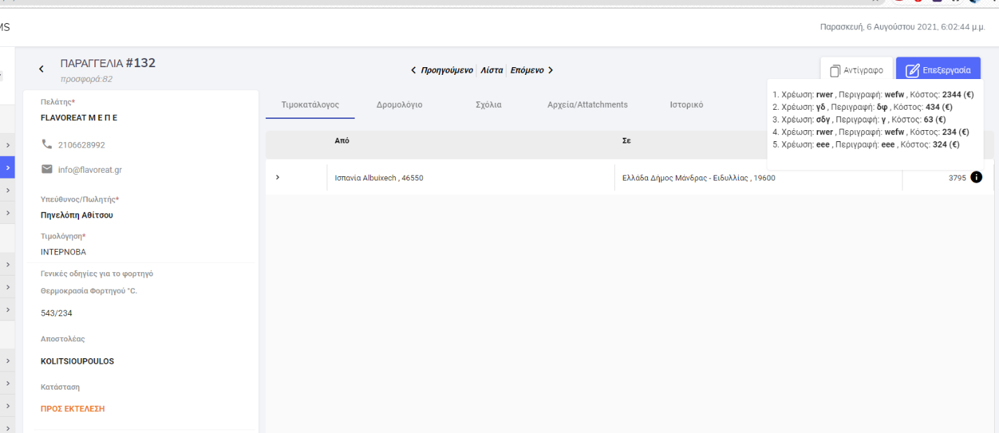 MS
Παρασκευή, 6 Αυγούστου 2021, 6:02:44 μ.μ.
ΠΑΡΑΓΓΕΛΙΑ #132
προσφορά:82
Προηγούμενο Λίστα Επόμενο
Αντίγραφο
Επεξεργασία
Πελάτης*
FLAVOREAT Μ Ε Π Ε
2106628992
info@flavoreat.gr
Υπεύθυνος/Πωλητής*
Πηνελόπη Αθίτσου
Τιμολόγηση*
ΙΝΤΕΡΝΟΒΑ
Γενικές οδηγίες για το φορτηγό
Θερμοκρασία Φορτηγού °C.
543/234
Αποστολέας
KOLITSIOUPOULOS
Κατάσταση
ΠΡΟΣ ΕΚΤΕΛΕΣΗ
Τιμοκατάλογος Δρομολόγιο Σχόλια Αρχεία/Attatchments Ιστορικό
1. Χρέωση: rwer , Περιγραφή: wefw , Κόστος: 2344 (€)
2. Χρέωση: γδ , Περιγραφή: δφ , Κόστος: 434 (€)
3. Χρέωση: σδγ , Περιγραφή: γ , Κόστος: 63 (€)
4. Χρέωση: rwer , Περιγραφή: wefw , Κόστος: 234 (€)
5. Χρέωση: eee , Περιγραφή: eee , Κόστος: 324 (€)
Από Σε
Ισπανία Albuixech , 46550 Ελλάδα Δήμος Μάνδρας - Ειδυλλίας , 19600 3795